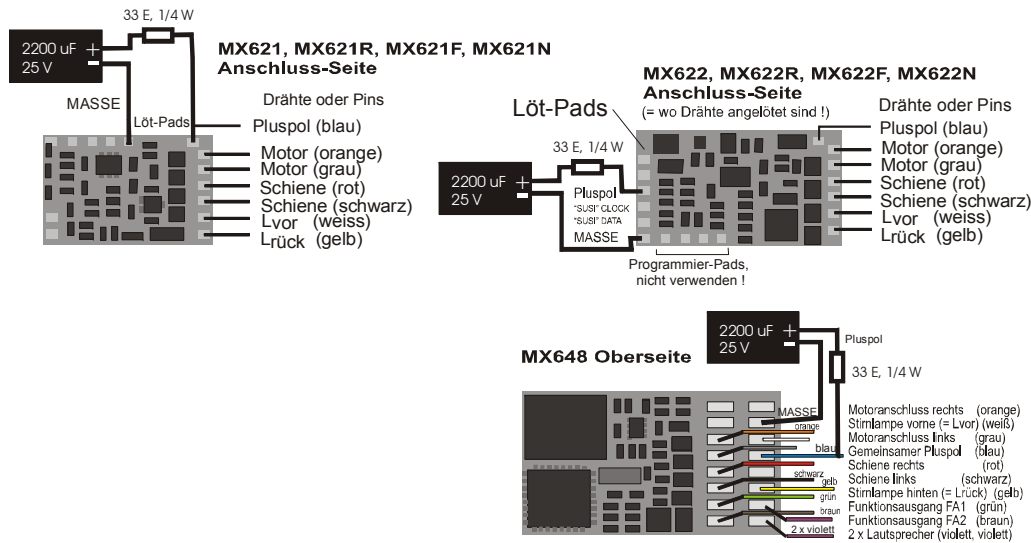 33 E, 1/4 W
2200 uF +
25 V
MASSE
MX621, MX621R, MX621F, MX621N
Anschluss-Seite
Drähte oder Pins
Löt-Pads
Pluspol (blau)
Motor (orange)
Motor (grau)
Schiene (rot)
Schiene (schwarz)
Lvor (weiss)
Lrück (gelb)
MX622, MX622R, MX622F, MX622N
Anschluss-Seite
(= wo Drähte angelötet sind !)
Drähte oder Pins
Löt-Pads
Pluspol (blau)
Motor (orange)
Motor (grau)
Schiene (rot)
Schiene (schwarz)
Lvor (weiss)
Lrück (gelb)
33 E, 1/4 W
2200 uF +
25 V
Pluspol
"SUSI" CLOCK
"SUSI" DATA
MASSE
Programmier-Pads,
nicht verwenden !
MX648 Oberseite
2200 uF +
25 V
Pluspol
33 E, 1/4 W
MASSE
orange
blau
schwarz
gelb
grün
braun
2 x violett
Motoranschluss rechts (orange)
Stirnlampe vorne (= Lvor) (weiß)
Motoranschluss links (grau)
Gemeinsamer Pluspol (blau)
Schiene rechts (rot)
Schiene links (schwarz)
Stirnlampe hinten (= Lrück) (gelb)
Funktionsausgang FA1 (grün)
Funktionsausgang FA2 (braun)
2 x Lautsprecher (violett, violett)